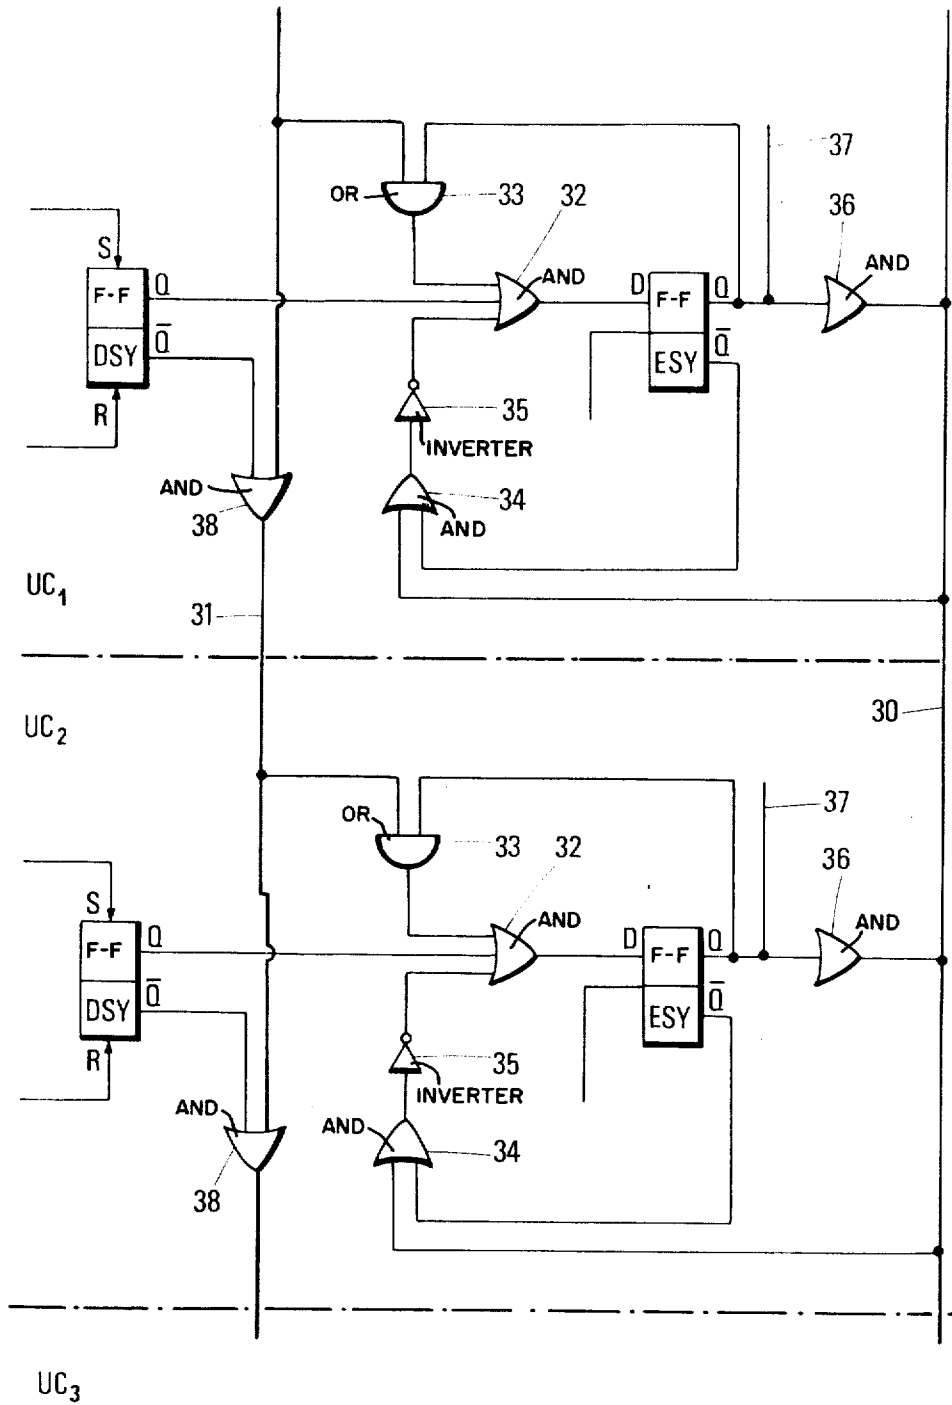 37
OR
33
32
36
AND
AND
S
F-F
Q
Q̅
DSY
R
D
F-F
Q
Q̅
ESY
35
INVERTER
AND
38
34
AND
UC₁
31
UC₂
30
OR
33
32
37
36
AND
AND
S
F-F
Q
Q̅
DSY
R
D
F-F
Q
Q̅
ESY
35
INVERTER
AND
38
AND
34
UC₃